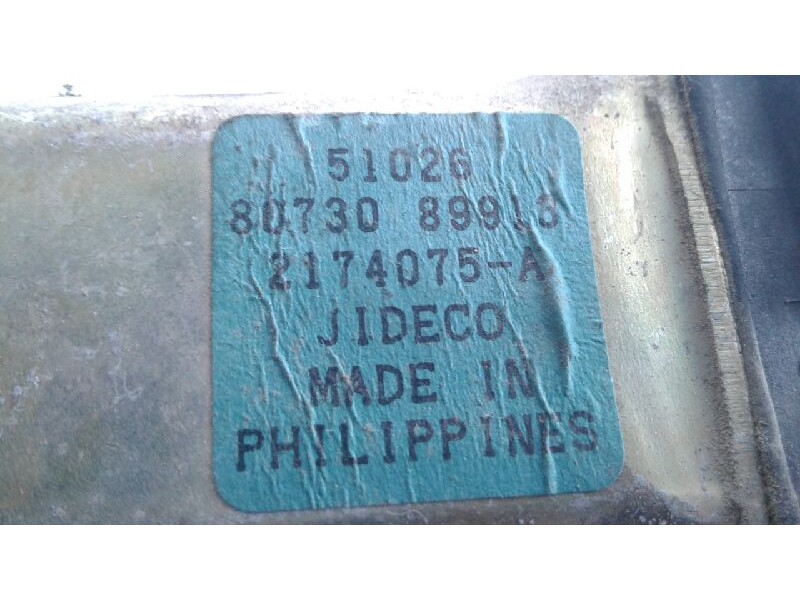 51026
80730 89913
2174075-A
JIDECO
MADE IN
PHILIPPINES